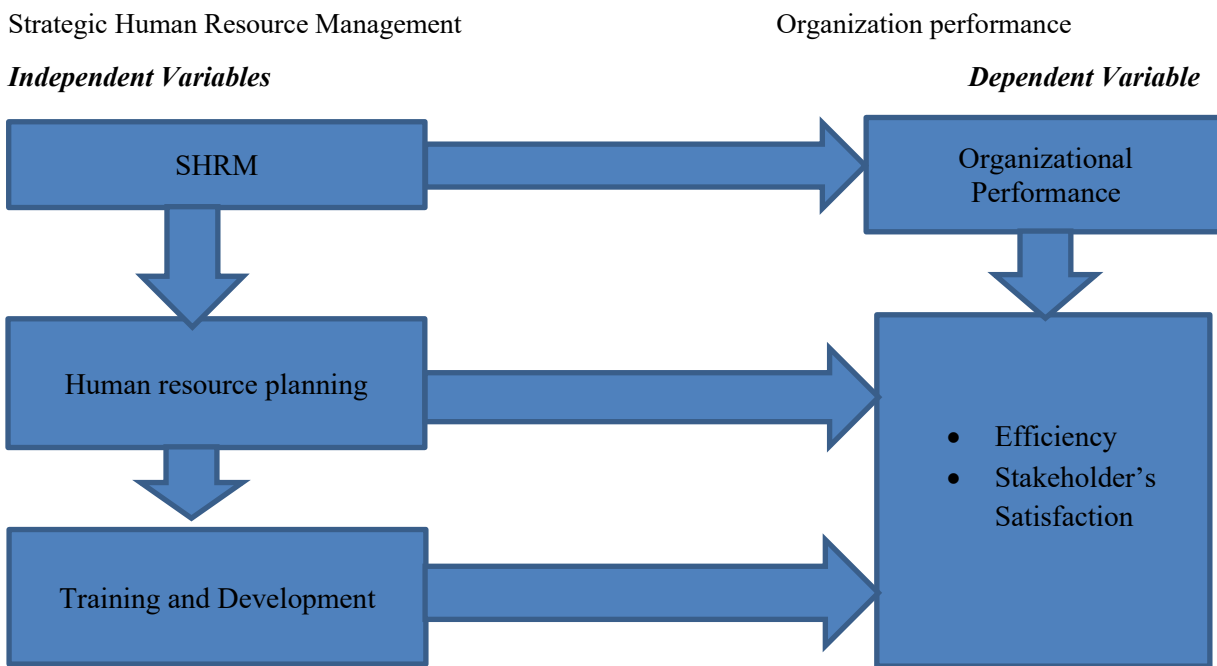 Strategic Human Resource Management
Organization performance
Independent Variables
Dependent Variable
SHRM
Organizational
Performance
Human resource planning
• Efficiency
• Stakeholder’s
Satisfaction
Training and Development